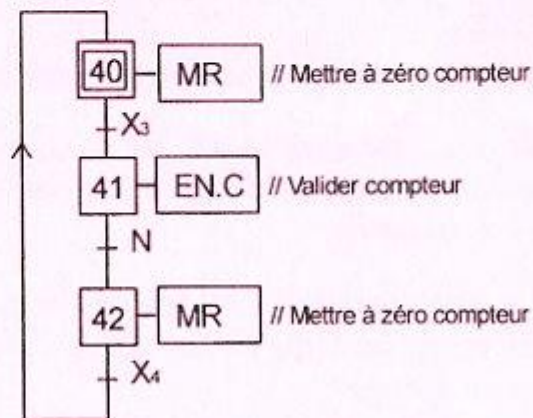 40 MR // Mettre à zéro compteur
X₃
41 EN.C // Valider compteur
N
42 MR // Mettre à zéro compteur
X₄